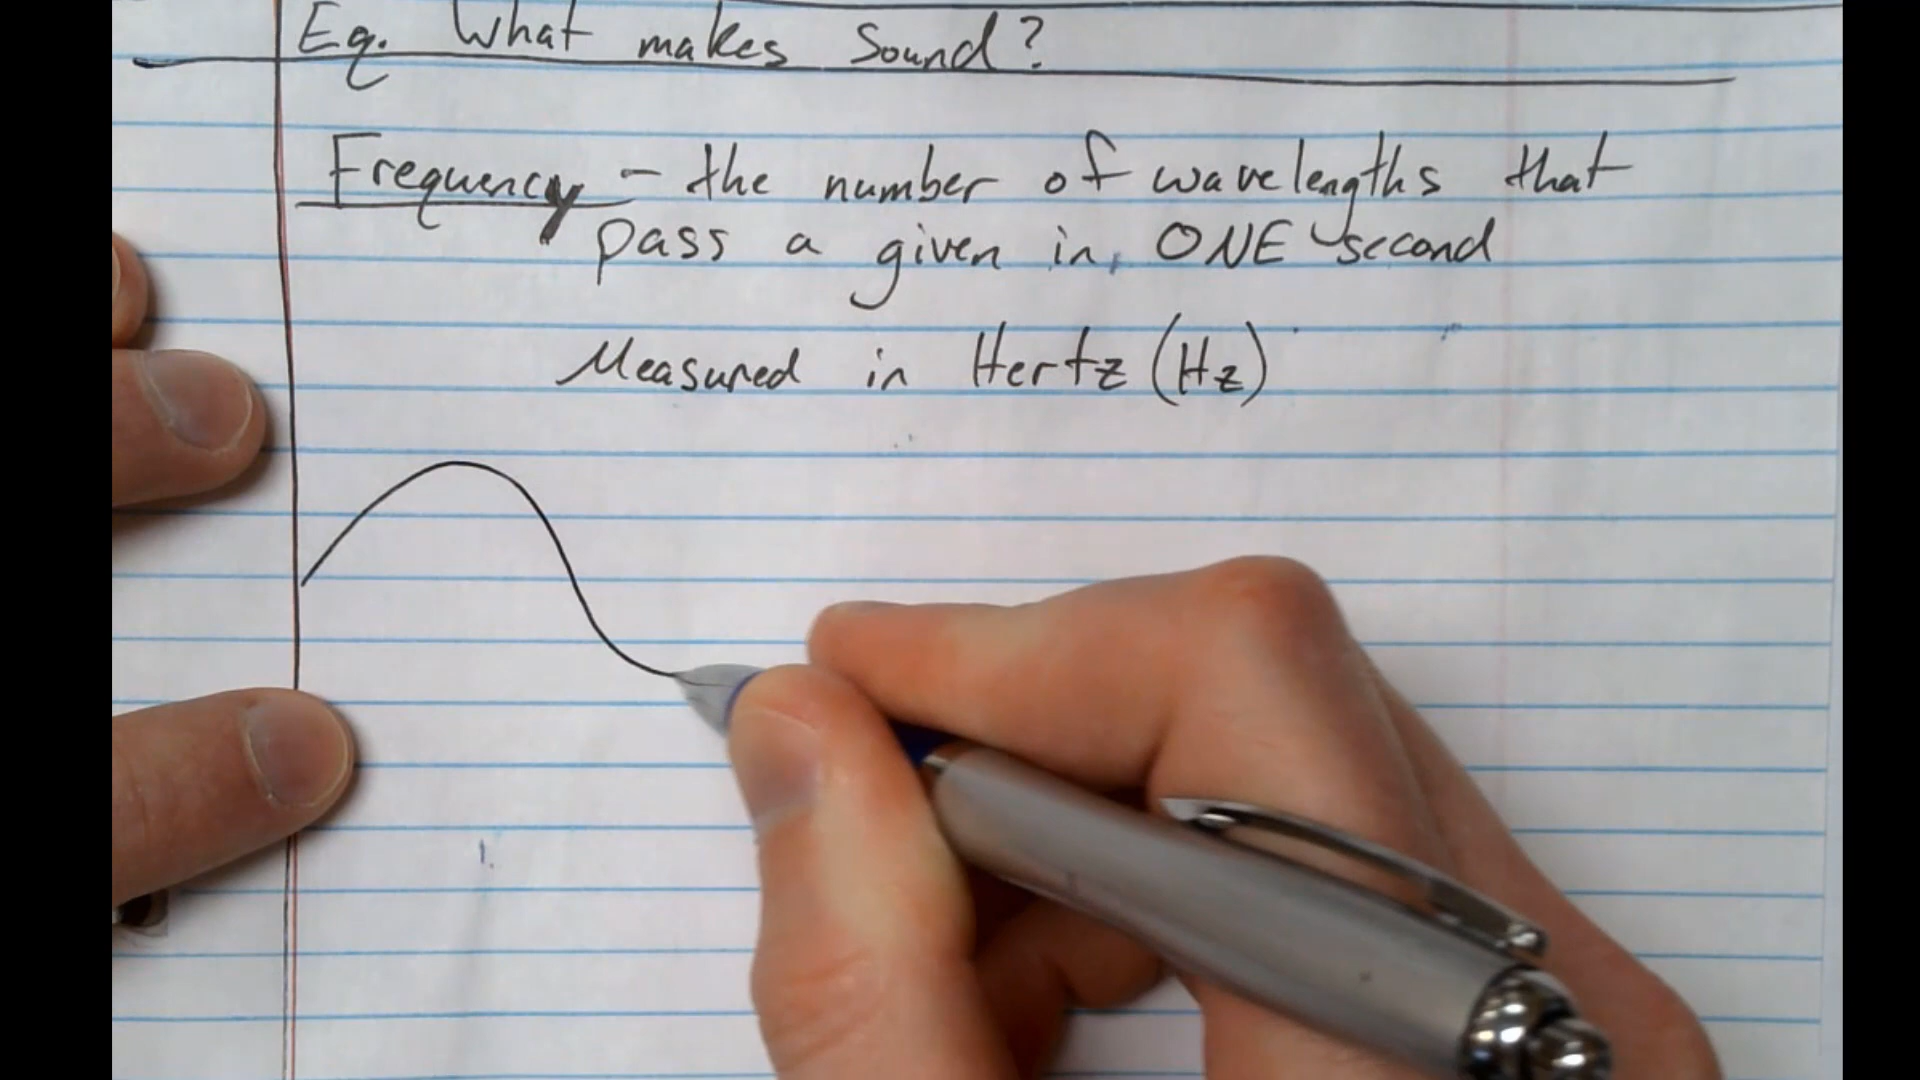 Eq. What makes Sound?
Frequency - the number of wavelengths that
pass a given in ONE second
Measured in Hertz (Hz)